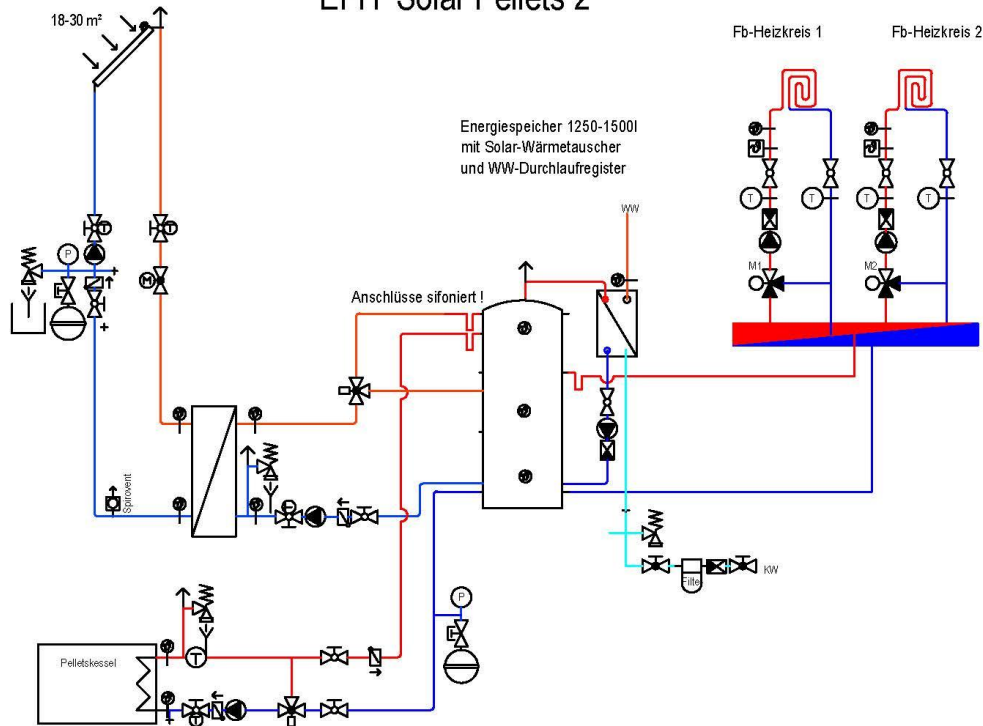 18-30 m²
Fb-Heizkreis 1
Fb-Heizkreis 2
Energiespeicher 1250-1500l
mit Solar-Wärmetauscher
und WW-Durchlaufregister
WW
T
T
T
T
T
T
P
M
M1
M2
Anschlüsse sifoniert !
Spirovent
Filte
KW
P
Pelletskessel
T